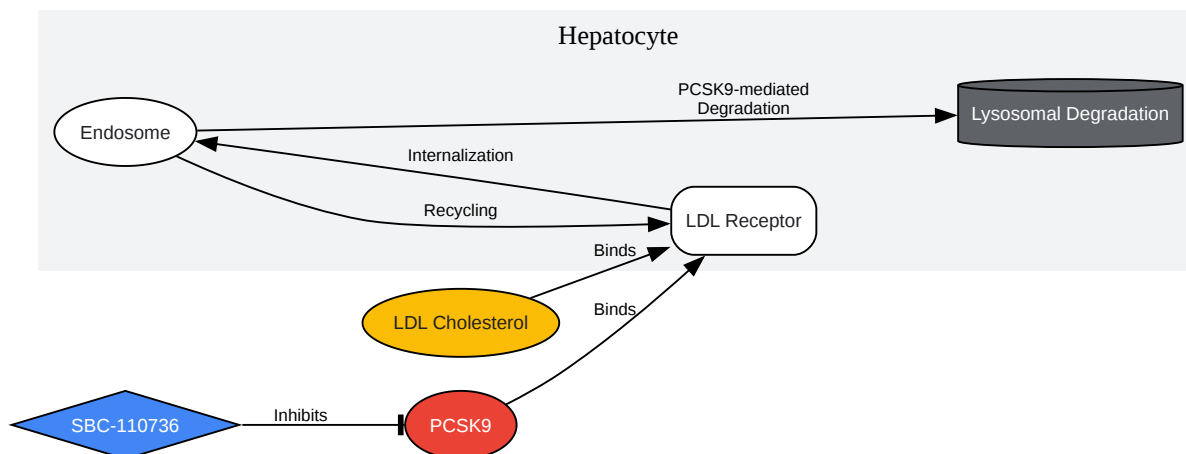 Hepatocyte
PCSK9-mediated
Degradation
Lysosomal Degradation
Endosome
Internalization
Recycling
LDL Receptor
Binds
LDL Cholesterol
Binds
SBC-110736
Inhibits
PCSK9